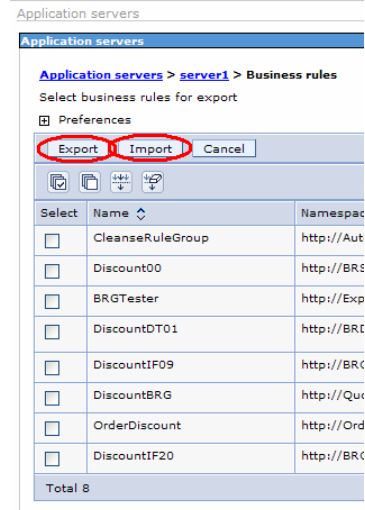 Application servers
Application servers
Application servers > server1 > Business rules
Select business rules for export
Preferences
Export Import Cancel
Select Name Namespac
CleanseRuleGroup http://Aut
Discount00 http://BRS
BRGTester http://Exp
DiscountDT01 http://BRD
DiscountIF09 http://BRG
DiscountBRG http://Quo
OrderDiscount http://Ord
DiscountIF20 http://BRG
Total 8